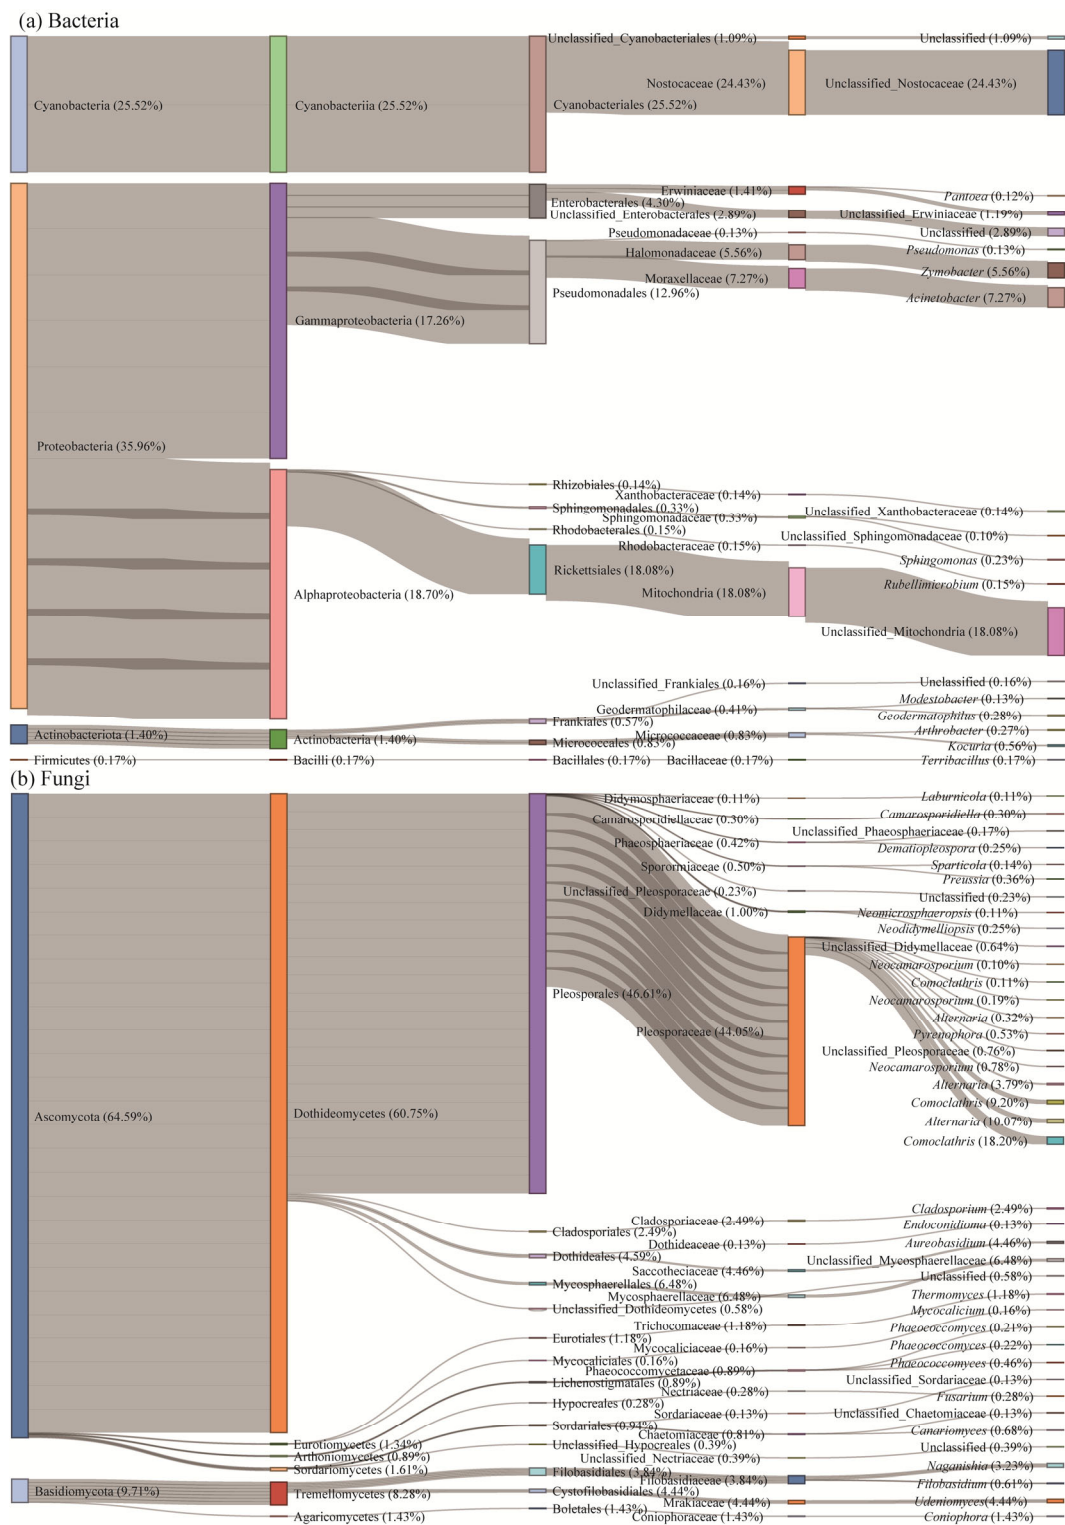 (a) Bacteria
Unclassified_Cyanobacteriales (1.09%)
Unclassified (1.09%)
Nostocaceae (24.43%)
Unclassified_Nostocaceae (24.43%)
Cyanobacteria (25.52%)
Cyanobacteriia (25.52%)
Cyanobacteriales (25.52%)
Erwiniaceae (1.41%)
Pantoea (0.12%)
Enterobacterales (4.30%)
Unclassified_Enterobacterales (2.89%)
Unclassified_Erwiniaceae (1.19%)
Pseudomonadaceae (0.13%)
Unclassified (2.89%)
Halomonadaceae (5.56%)
Pseudomonas (0.13%)
Moraxellaceae (7.27%)
Zymobacter (5.56%)
Pseudomonadales (12.96%)
Acinetobacter (7.27%)
Gammaproteobacteria (17.26%)
Proteobacteria (35.96%)
Rhizobiales (0.14%)
Xanthobacteraceae (0.14%)
Sphingomonadales (0.33%)
Sphingomonadaceae (0.33%)
Unclassified_Xanthobacteraceae (0.14%)
Rhodobacterales (0.15%)
Unclassified_Sphingomonadaceae (0.10%)
Rhodobacteraceae (0.15%)
Sphingomonas (0.23%)
Rickettsiales (18.08%)
Rubellimicrobium (0.15%)
Alphaproteobacteria (18.70%)
Mitochondria (18.08%)
Unclassified_Mitochondria (18.08%)
Unclassified_Frankiales (0.16%)
Unclassified (0.16%)
Modestobacter (0.13%)
Geodermatophilaceae (0.41%)
Geodermatophilus (0.28%)
Frankiales (0.57%)
Actinobacteriota (1.40%)
Actinobacteria (1.40%)
Micrococcaceae (0.83%)
Arthrobacter (0.27%)
Micrococcales (0.83%)
Kocuria (0.56%)
Firmicutes (0.17%)
Bacilli (0.17%)
Bacillales (0.17%)
Bacillaceae (0.17%)
Terribacillus (0.17%)
(b) Fungi
Didymosphaeriaceae (0.11%)
Laburnicola (0.11%)
Camarosporidiellaceae (0.30%)
Camarosporidiella (0.30%)
Unclassified_Phaeosphaeriaceae (0.17%)
Phaeosphaeriaceae (0.42%)
Dematiopleospora (0.25%)
Sporormiaceae (0.50%)
Sparticola (0.14%)
Preussia (0.36%)
Unclassified_Pleosporaceae (0.23%)
Unclassified (0.23%)
Didymellaceae (1.00%)
Neomicrosphaeropsis (0.11%)
Neodidymelliopsis (0.25%)
Unclassified_Didymellaceae (0.64%)
Neocamarosporium (0.10%)
Comoclathris (0.11%)
Pleosporales (46.61%)
Neocamarosporium (0.19%)
Alternaria (0.32%)
Pleosporaceae (44.05%)
Pyrenophora (0.53%)
Unclassified_Pleosporaceae (0.76%)
Neocamarosporium (0.78%)
Alternaria (3.79%)
Comoclathris (9.20%)
Ascomycota (64.59%)
Dothideomycetes (60.75%)
Alternaria (10.07%)
Comoclathris (18.20%)
Cladosporium (2.49%)
Cladosporiaceae (2.49%)
Endoconidioma (0.13%)
Cladosporiales (2.49%)
Dothideaceae (0.13%)
Aureobasidium (4.46%)
Dothideales (4.59%)
Unclassified_Mycosphaerellaceae (6.48%)
Saccotheciaceae (4.46%)
Unclassified (0.58%)
Mycosphaerellales (6.48%)
Mycosphaerellaceae (6.48%)
Thermomyces (1.18%)
Unclassified_Dothideomycetes (0.58%)
Mycocalicium (0.16%)
Trichocomaceae (1.18%)
Phaeococcomyces (0.21%)
Eurotiales (1.18%)
Mycocaliciaceae (0.16%)
Phaeococcomyces (0.22%)
Mycocaliciales (0.16%)
Phaeococcomycetaceae (0.89%)
Phaeococcomyces (0.46%)
Lichenostigmatales (0.89%)
Unclassified_Sordariaceae (0.13%)
Nectriaceae (0.28%)
Fusarium (0.28%)
Hypocreales (0.28%)
Sordariaceae (0.13%)
Unclassified_Chaetomiaceae (0.13%)
Sordariales (0.94%)
Chaetomiaceae (0.81%)
Canariomyces (0.68%)
Eurotiomycetes (1.34%)
Unclassified_Hypocreales (0.39%)
Unclassified (0.39%)
Arthoniomycetes (0.89%)
Unclassified_Nectriaceae (0.39%)
Naganishia (3.23%)
Sordariomycetes (1.61%)
Filobasidiales (3.84%)
Filobasidiaceae (3.84%)
Filobasidium (0.61%)
Basidiomycota (9.71%)
Tremellomycetes (8.28%)
Cystofilobasidiales (4.44%)
Mrakiaceae (4.44%)
Udeniomyces (4.44%)
Agaricomycetes (1.43%)
Boletales (1.43%)
Coniophoraceae (1.43%)
Coniophora (1.43%)